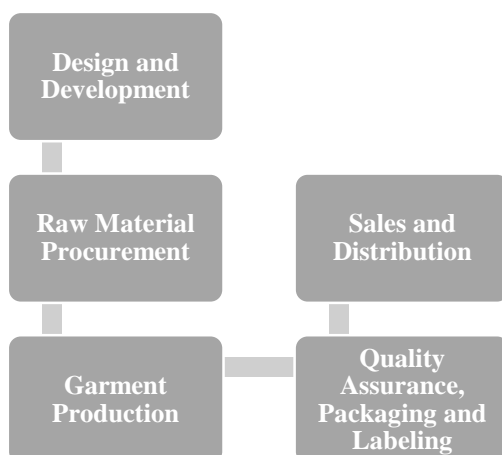 Design and
Development
Raw Material
Procurement
Garment
Production
Quality
Assurance,
Packaging and
Labeling
Sales and
Distribution